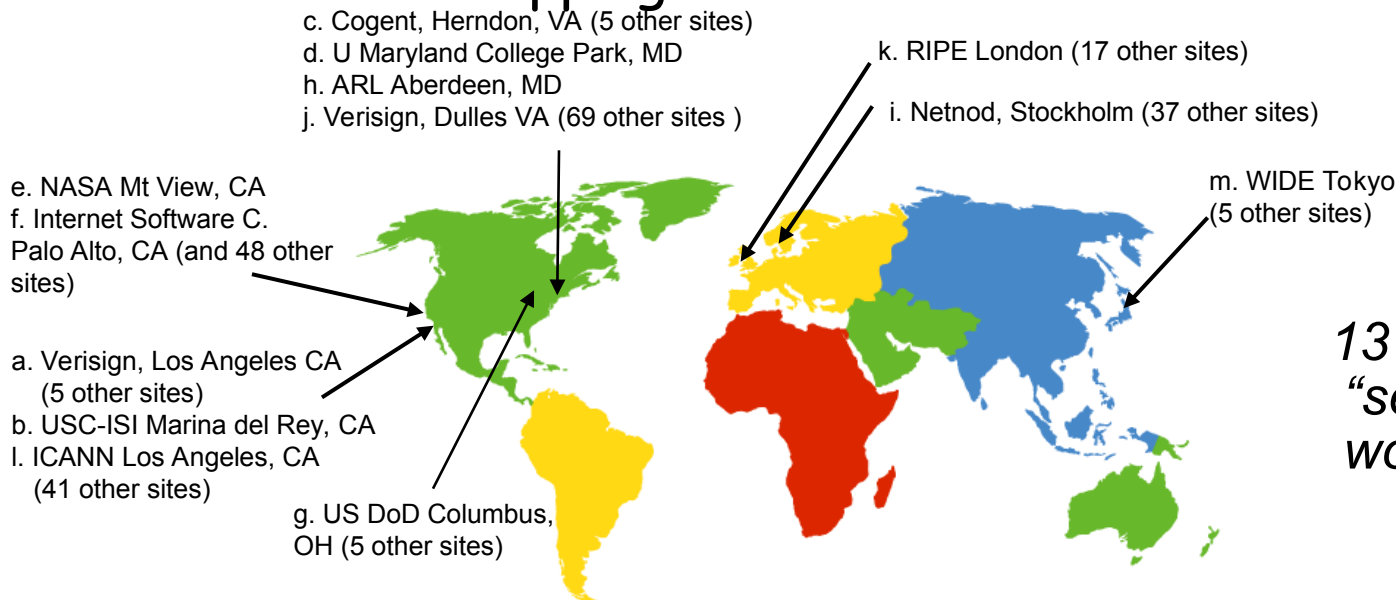 c. Cogent, Herndon, VA (5 other sites)
d. U Maryland College Park, MD
h. ARL Aberdeen, MD
j. Verisign, Dulles VA (69 other sites )
k. RIPE London (17 other sites)
i. Netnod, Stockholm (37 other sites)
m. WIDE Tokyo
(5 other sites)
e. NASA Mt View, CA
f. Internet Software C.
Palo Alto, CA (and 48 other
sites)
a. Verisign, Los Angeles CA
(5 other sites)
b. USC-ISI Marina del Rey, CA
l. ICANN Los Angeles, CA
(41 other sites)
g. US DoD Columbus,
OH (5 other sites)
13